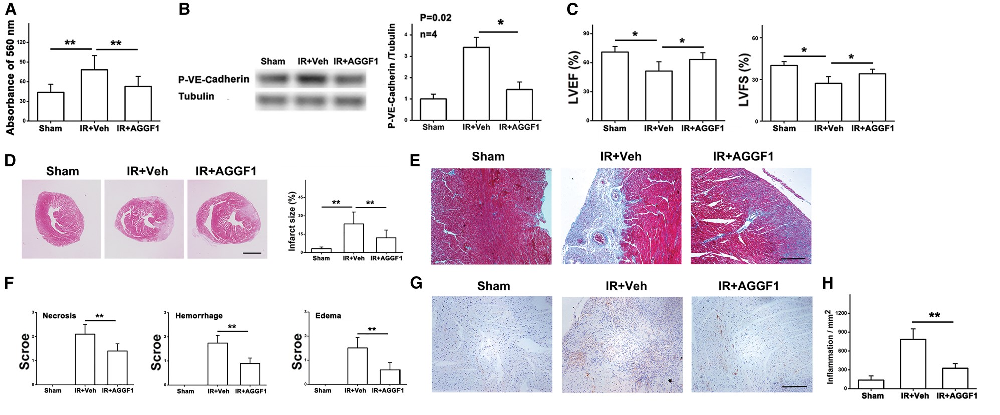 A
Absorbance of 560 nm
120
90
60
30
0
**
**
Sham
IR+Veh
IR+AGGF1
B
Sham
IR+Veh
IR+AGGF1
P-VE-Cadherin
Tubulin
P-VE-Cadherin /Tubulin
P=0.02
n=4
4
3
2
1
0
*
Sham
IR+Veh
IR+AGGF1
C
LVEF (%)
90
60
30
0
*
*
Sham
IR+Veh
IR+AGGF1
LVFS (%)
60
30
0
*
*
Sham
IR+Veh
IR+AGGF1
D
Sham
IR+Veh
IR+AGGF1
Infarct size (%)
45
30
15
0
**
**
Sham
IR+Veh
IR+AGGF1
E
Sham
IR+Veh
IR+AGGF1
F
Scroe
3
2
1
0
Necrosis
**
Sham
IR+Veh
IR+AGGF1
Scroe
3
2
1
0
Hemorrhage
**
Sham
IR+Veh
IR+AGGF1
Scroe
3
2
1
0
Edema
**
Sham
IR+Veh
IR+AGGF1
G
Sham
IR+Veh
IR+AGGF1
H
Inflammation / mm2
1200
900
600
300
0
**
Sham
IR+Veh
IR+AGGF1